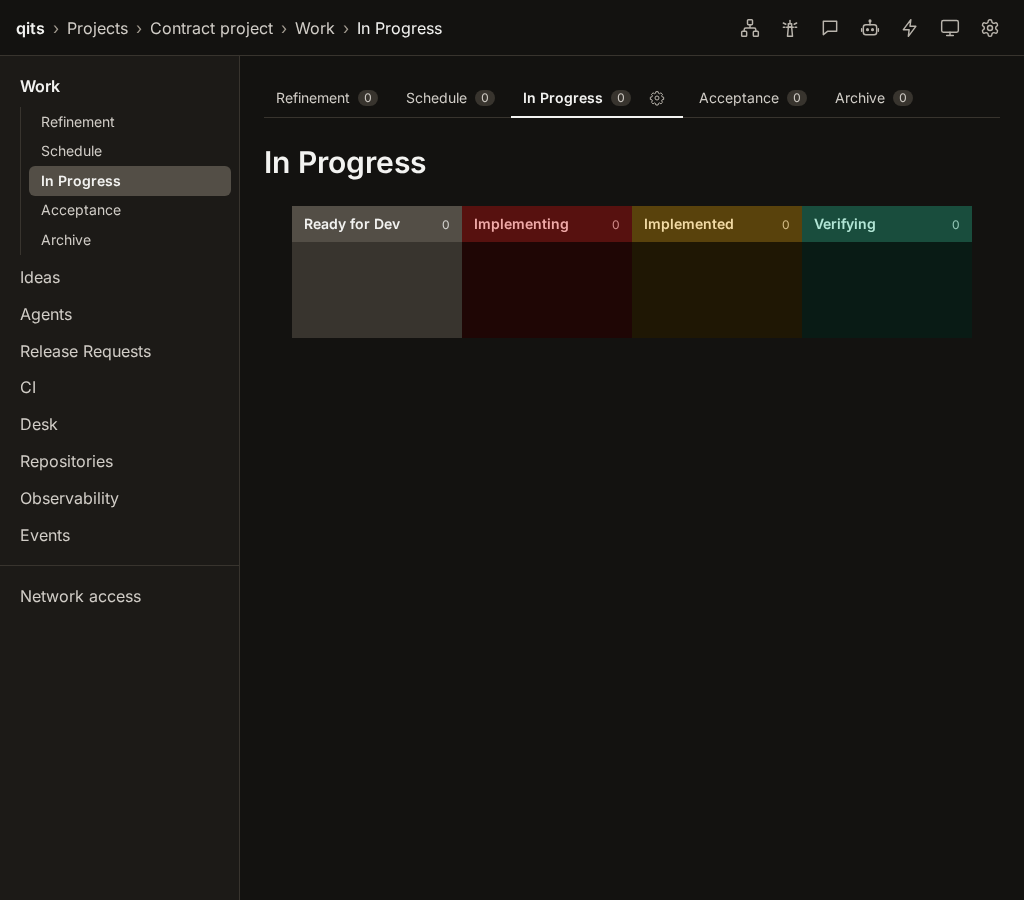 qits › Projects › Contract project › Work › In Progress
Work
Refinement
Schedule
In Progress
Acceptance
Archive
Ideas
Agents
Release Requests
CI
Desk
Repositories
Observability
Events
Network access
Refinement 0 Schedule 0 In Progress 0 Acceptance 0 Archive 0
In Progress
Ready for Dev 0 Implementing 0 Implemented 0 Verifying 0